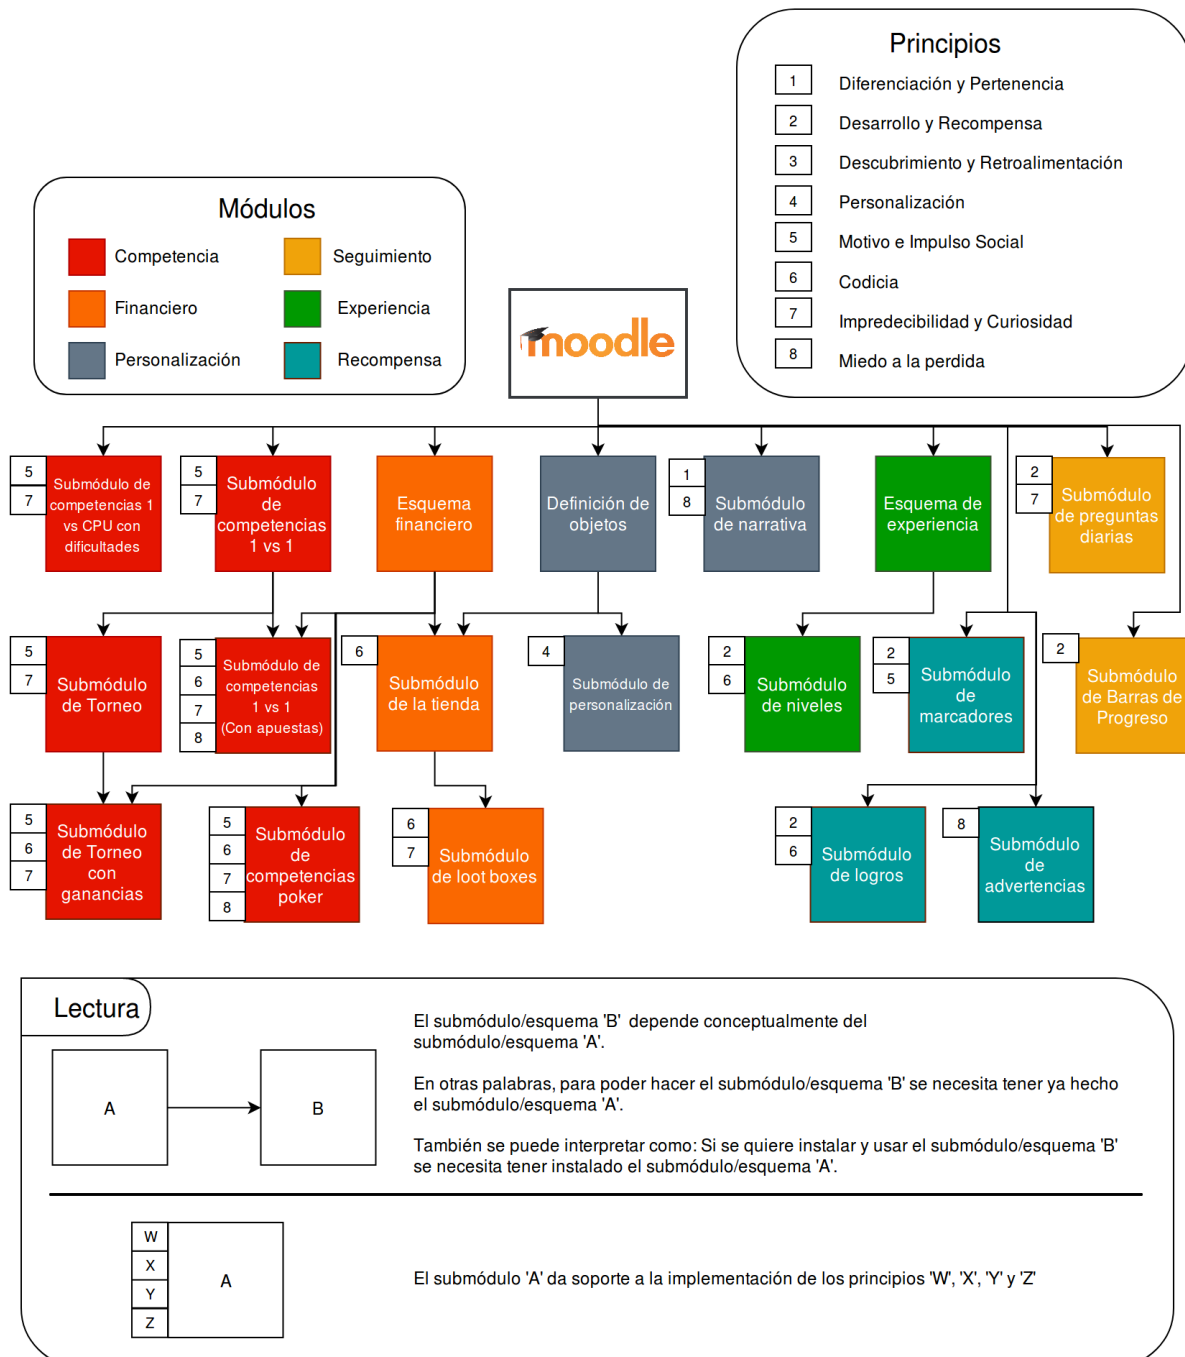 Principios
1 Diferenciación y Pertenencia
2 Desarrollo y Recompensa
3 Descubrimiento y Retroalimentación
4 Personalización
5 Motivo e Impulso Social
6 Codicia
7 Impredecibilidad y Curiosidad
8 Miedo a la perdida
Módulos
Competencia
Seguimiento
Financiero
Experiencia
Personalización
Recompensa
moodle
5
7
Submódulo de
competencias 1
vs CPU con
dificultades
5
7
Submódulo
de
competencias
1 vs 1
Esquema
financiero
Definición de
objetos
1
8
Submódulo
de narrativa
Esquema de
experiencia
2
7
Submódulo
de preguntas
diarias
5
7
Submódulo
de Torneo
5
6
7
8
Submódulo de
competencias
1 vs 1
(Con apuestas)
6
Submódulo
de la tienda
4
Submódulo de
personalización
2
6
Submódulo
de niveles
2
5
Submódulo
de
marcadores
2
Submódulo
de Barras de
Progreso
5
6
7
Submódulo
de Torneo
con
ganancias
5
6
7
8
Submódulo
de
competencias
poker
6
7
Submódulo
de loot boxes
2
6
Submódulo
de logros
8
Submódulo
de
advertencias
Lectura
A
B
El submódulo/esquema 'B' depende conceptualmente del
submódulo/esquema 'A'.
En otras palabras, para poder hacer el submódulo/esquema 'B' se necesita tener ya hecho
el submódulo/esquema 'A'.
También se puede interpretar como: Si se quiere instalar y usar el submódulo/esquema 'B'
se necesita tener instalado el submódulo/esquema 'A'.
W
X
Y
Z
A
El submódulo 'A' da soporte a la implementación de los principios 'W', 'X', 'Y' y 'Z'